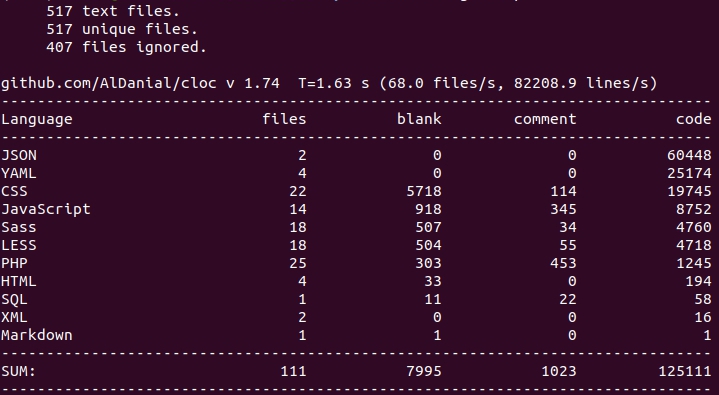 517 text files.
517 unique files.
407 files ignored.
github.com/AlDanial/cloc v 1.74  T=1.63 s (68.0 files/s, 82208.9 lines/s)
-------------------------------------------------------------------------------
Language                     files          blank        comment           code
-------------------------------------------------------------------------------
JSON                             2              0              0          60448
YAML                             4              0              0          25174
CSS                             22           5718            114          19745
JavaScript                      14            918            345           8752
Sass                            18            507             34           4760
LESS                            18            504             55           4718
PHP                             25            303            453           1245
HTML                             4             33              0            194
SQL                              1             11             22             58
XML                              2              0              0             16
Markdown                         1              1              0              1
-------------------------------------------------------------------------------
SUM:                           111           7995           1023         125111
-------------------------------------------------------------------------------